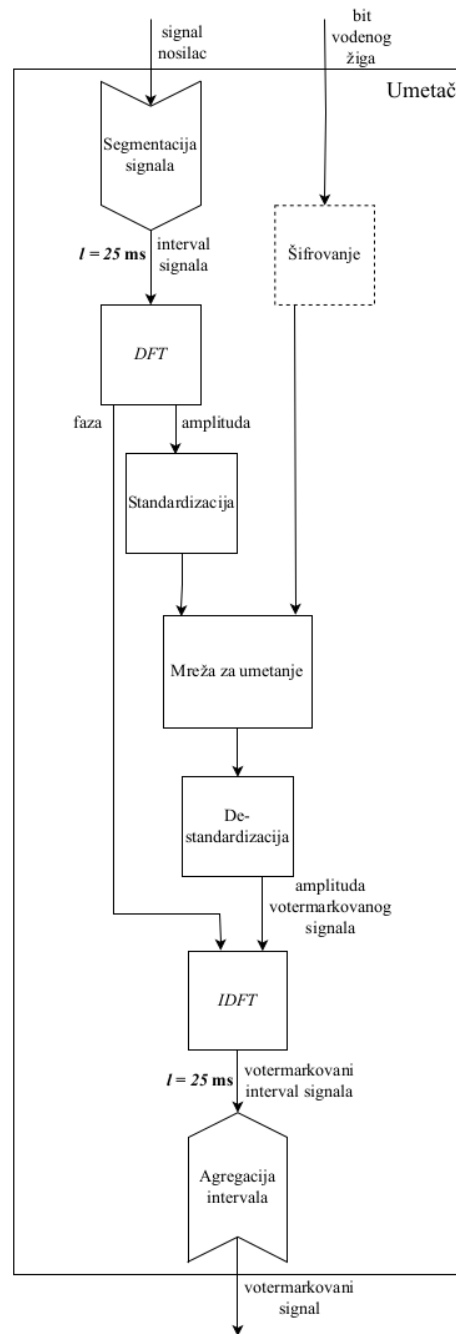 signal
nosilac
bit
vodenog
žiga
Umetač
Segmentacija
signala
l = 25 ms
interval
signala
Šifrovanje
DFT
faza
amplituda
Standardizacija
Mreža za umetanje
De-
standardizacija
amplituda
votermarkovanog
signala
IDFT
l = 25 ms
votermarkovani
interval signala
Agregacija
intervala
votermarkovani
signal